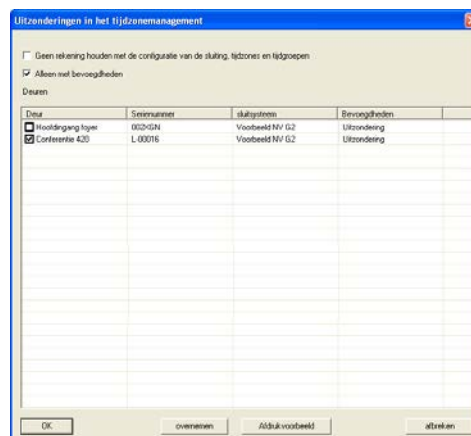 Uitzonderingen in het tijdzonemanagement
Geen rekening houden met de configuratie van de sluiting, tijdzones en tijdgroepen
Alleen met bevoegdheden
Deuren
Deur Serienummer sluitsysteem Bevoegdheden
Hoofdingang foyer 002XGN Voorbeeld NV G2 Uitzondering
Conferentie 420 L-00016 Voorbeeld NV G2 Uitzondering
OK overnemen Afdrukvoorbeeld afbreken